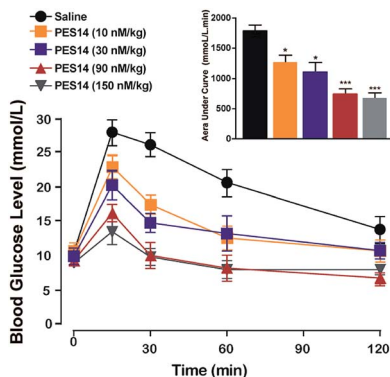 Saline
PES14 (10 nM/kg)
PES14 (30 nM/kg)
PES14 (90 nM/kg)
PES14 (150 nM/kg)
Aera Under Curve (mmoL/L.min)
2000
1500
1000
500
0
*
*
***
***
Blood Glucose Level (mmol/L)
30
25
20
15
10
5
0
0
30
60
90
120
Time (min)